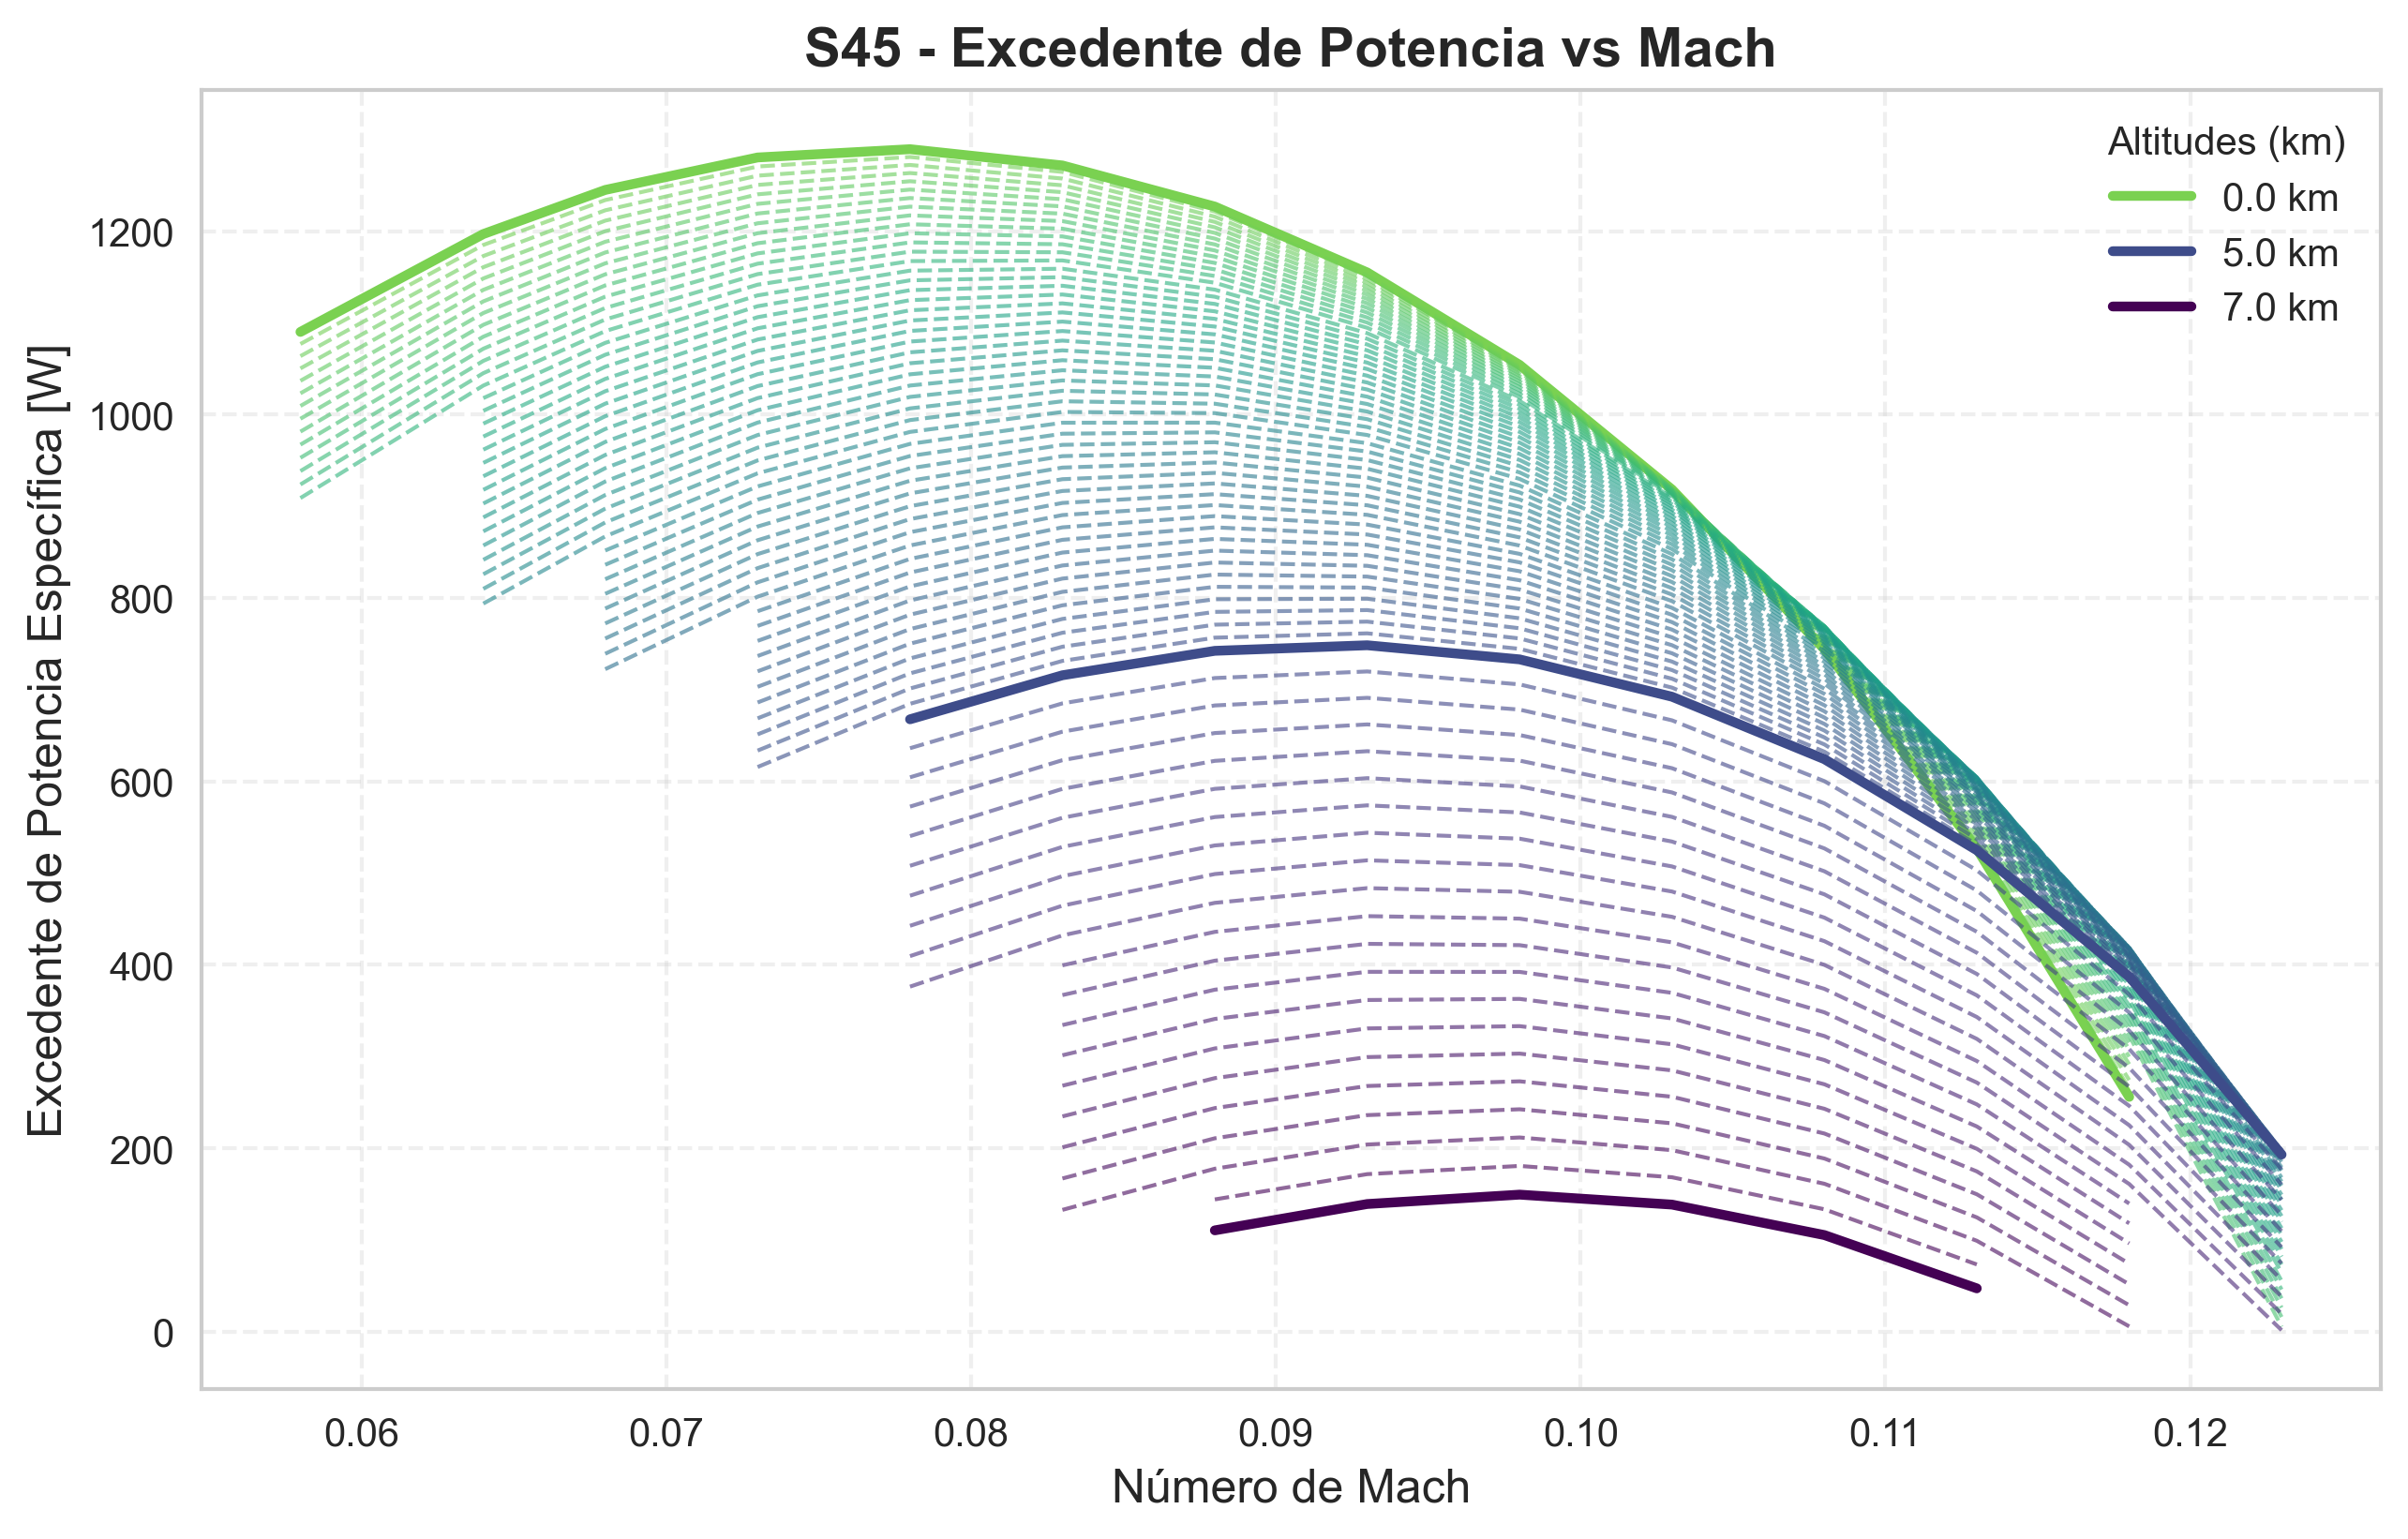 S45 - Excedente de Potencia vs Mach
Excedente de Potencia Específica [W]
1200
1000
800
600
400
200
0
Altitudes (km)
0.0 km
5.0 km
7.0 km
0.06
0.07
0.08
0.09
0.10
0.11
0.12
Número de Mach